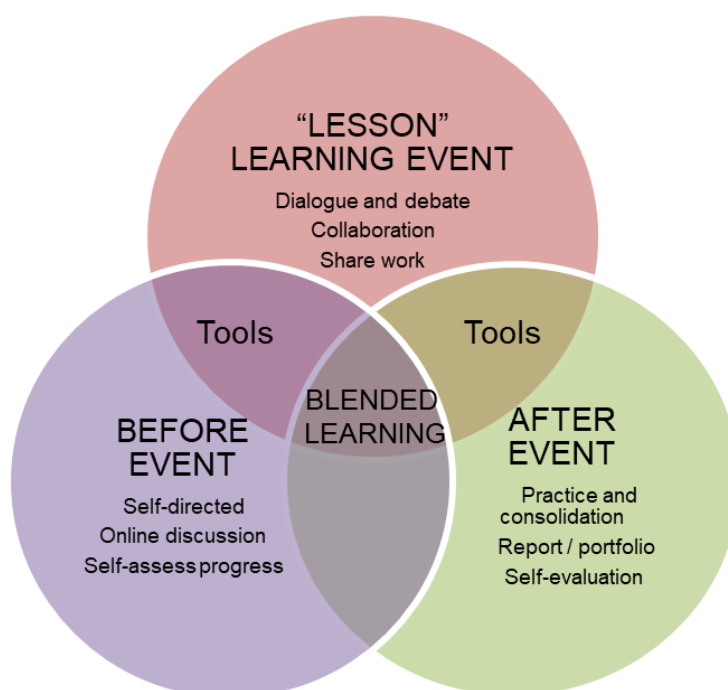 “LESSON”
LEARNING EVENT
Dialogue and debate
Collaboration
Share work
Tools
Tools
BLENDED
LEARNING
BEFORE
EVENT
Self-directed
Online discussion
Self-assess progress
AFTER
EVENT
Practice and
consolidation
Report / portfolio
Self-evaluation